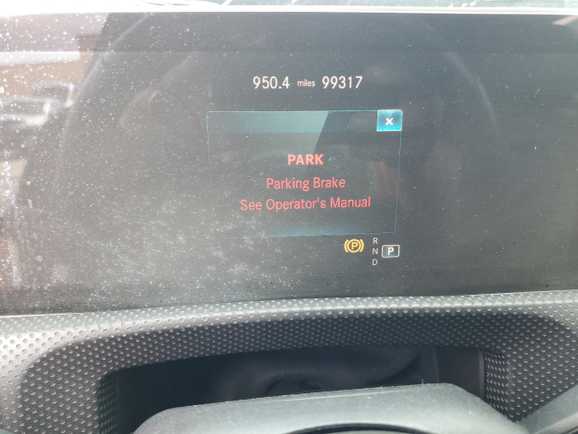 950.4 miles 99317
×
PARK
Parking Brake
See Operator's Manual
(P) R
N P
D